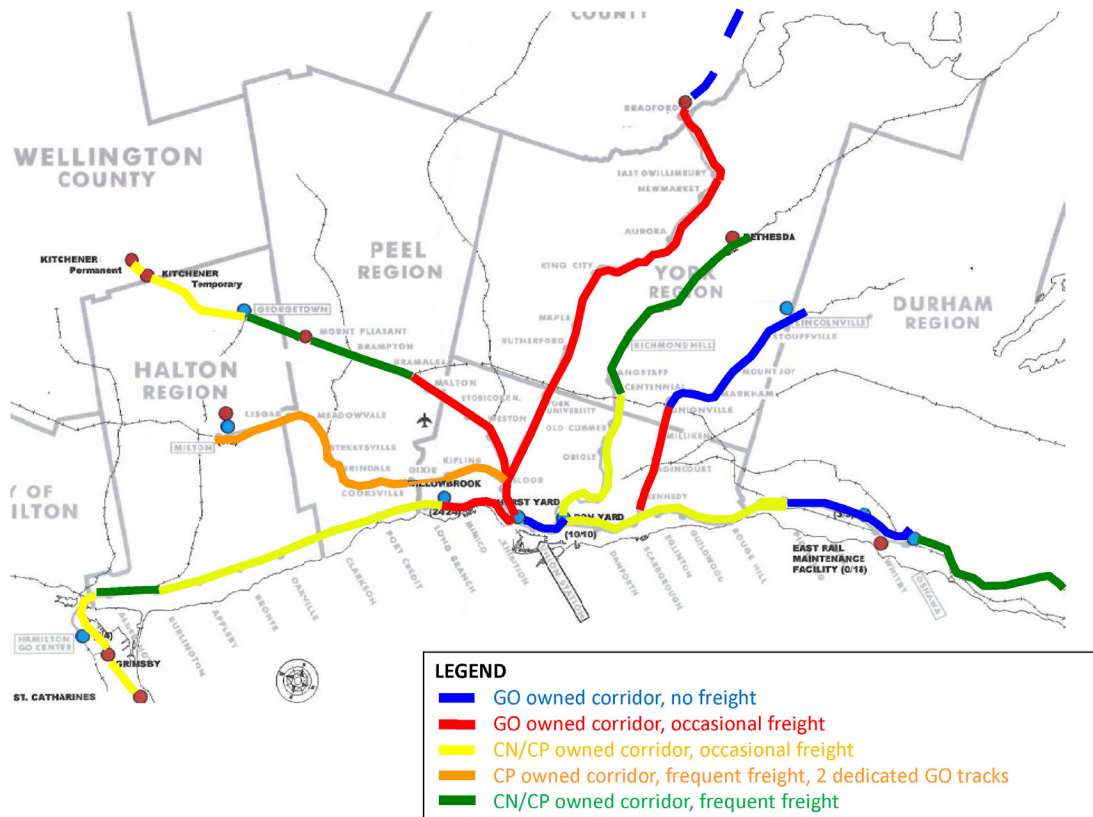 COUNTY
WELLINGTON
COUNTY
BRADFORD
EAST GWILLIMBURY
NEWMARKET
AURORA
BETHESDA
KITCHENER
Permanent
KITCHENER
Temporary
PEEL
REGION
KING CITY
YORK
REGION
DURHAM
REGION
GEORGETOWN
MOUNT PLEASANT
BRAMPTON
BRAMALEA
MAPLE
RUTHERFORD
RICHMOND HILL
LINCOLNVILLE
STOUFFVILLE
HALTON
REGION
MALTON
ETOBICOKE N.
WESTON
YORK
UNIVERSITY
LANGSTAFF
CENTENNIAL
OLD CUMMER
MOUNT JOY
MARKHAM
UNIONVILLE
MILLIKEN
LISGAR
MEADOWVALE
MILTON
STREETSVILLE
ERINDALE
COOKSVILLE
DIXIE
KIPLING
BLOOR
ORIOLE
AGINCOURT
KENNEDY
WILLOWBROOK
(24/24)
DON YARD
(10/10)
LONG BRANCH
MIMICO
EXHIBITION
UNION STATION
DANFORTH
SCARBOROUGH
EGLINTON
GUILDWOOD
ROUGE HILL
EAST RAIL
MAINTENANCE
FACILITY (0/18)
WHITBY
OSHAWA
PORT CREDIT
CLARKSON
OAKVILLE
BRONTE
APPLEBY
BURLINGTON
HAMILTON
GO CENTER
GRIMSBY
ST. CATHARINES
LEGEND
GO owned corridor, no freight
GO owned corridor, occasional freight
CN/CP owned corridor, occasional freight
CP owned corridor, frequent freight, 2 dedicated GO tracks
CN/CP owned corridor, frequent freight